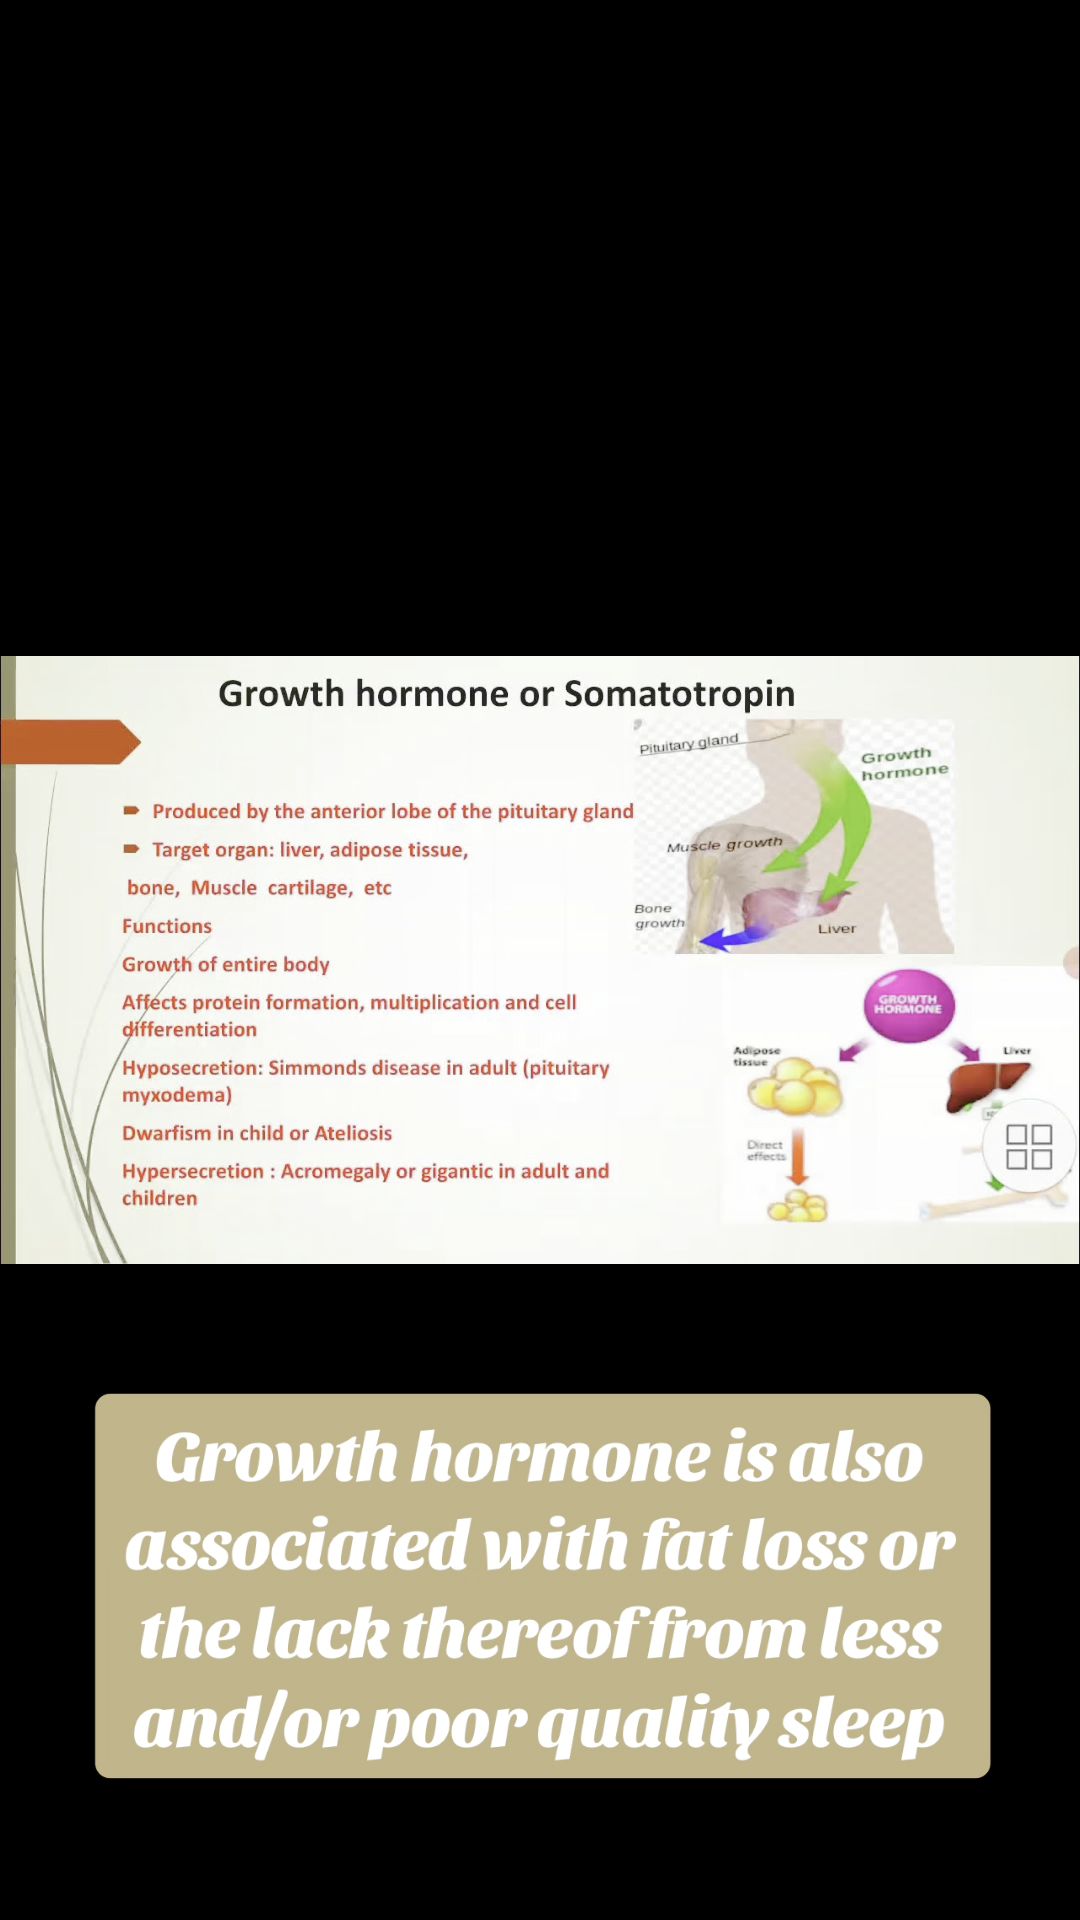 Growth hormone or Somatotropin
Pituitary gland
Growth
hormone
Muscle growth
Bone
growth
Liver
Produced by the anterior lobe of the pituitary gland
Target organ: liver, adipose tissue,
bone, Muscle cartilage, etc
Functions
Growth of entire body
Affects protein formation, multiplication and cell
differentiation
Hyposecretion: Simmonds disease in adult (pituitary
myxodema)
Dwarfism in child or Ateliosis
Hypersecretion : Acromegaly or gigantic in adult and
children
GROWTH
HORMONE
Adipose
tissue
Liver
Direct
effects
Growth hormone is also
associated with fat loss or
the lack thereof from less
and/or poor quality sleep